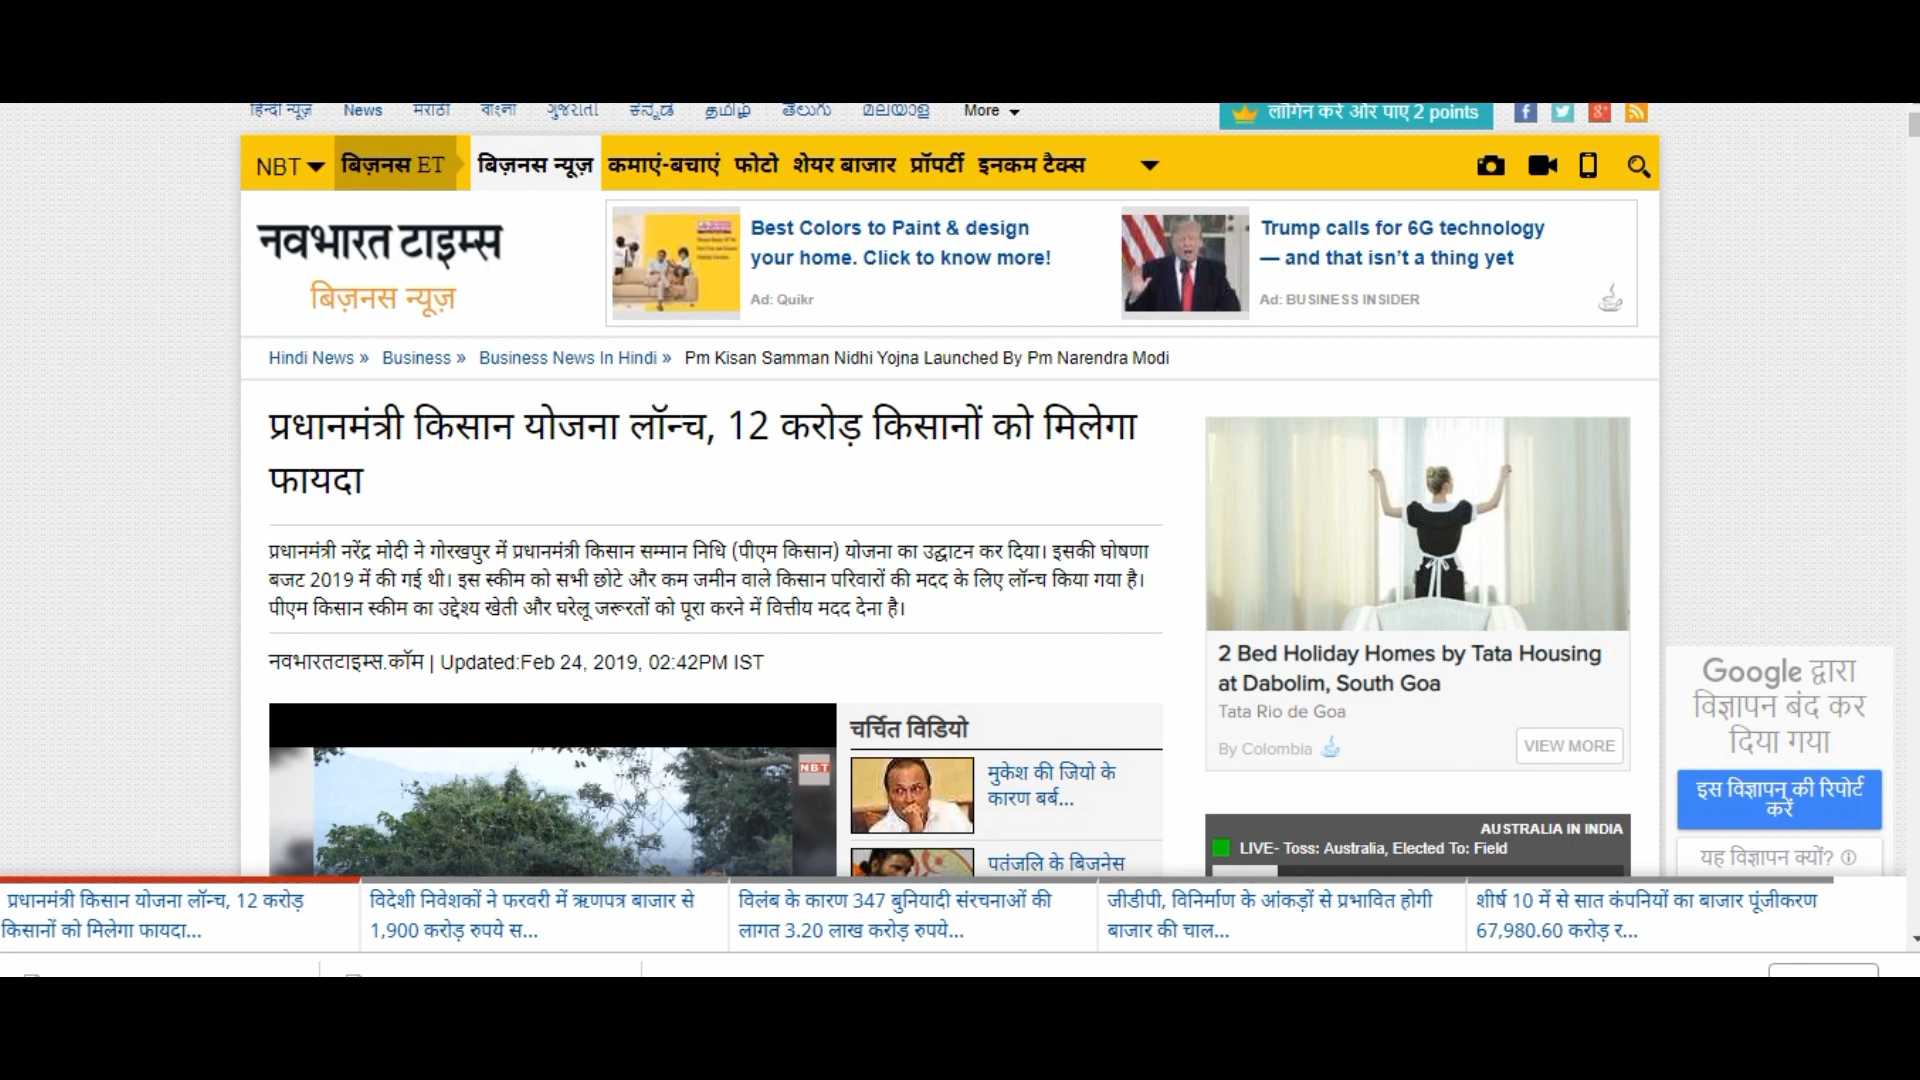 हिन्दी न्यूज़ News मराठी বাংলা ગુજરાતી ಕನ್ನಡ தமிழ் తెలుగు മലയാള More
लॉगिन करें और पाएं 2 points
NBT बिज़नस ET बिज़नस न्यूज़ कमाएं-बचाएं फोटो शेयर बाजार प्रॉपर्टी इनकम टैक्स
नवभारत टाइम्स
बिज़नस न्यूज़
Best Colors to Paint & design
your home. Click to know more!
Ad: Quikr
Trump calls for 6G technology
— and that isn’t a thing yet
Ad: BUSINESS INSIDER
Hindi News » Business » Business News In Hindi » Pm Kisan Samman Nidhi Yojna Launched By Pm Narendra Modi
प्रधानमंत्री किसान योजना लॉन्च, 12 करोड़ किसानों को मिलेगा
फायदा
प्रधानमंत्री नरेंद्र मोदी ने गोरखपुर में प्रधानमंत्री किसान सम्मान निधि (पीएम किसान) योजना का उद्घाटन कर दिया। इसकी घोषणा
बजट 2019 में की गई थी। इस स्कीम को सभी छोटे और कम जमीन वाले किसान परिवारों की मदद के लिए लॉन्च किया गया है।
पीएम किसान स्कीम का उद्देश्य खेती और घरेलू जरूरतों को पूरा करने में वित्तीय मदद देना है।
नवभारतटाइम्स.कॉम | Updated:Feb 24, 2019, 02:42PM IST
NBT
चर्चित विडियो
मुकेश की जियो के
कारण बर्ब...
पतंजलि के बिजनेस
2 Bed Holiday Homes by Tata Housing
at Dabolim, South Goa
Tata Rio de Goa
By Colombia
VIEW MORE
AUSTRALIA IN INDIA
LIVE- Toss: Australia, Elected To: Field
Google द्वारा
विज्ञापन बंद कर
दिया गया
इस विज्ञापन की रिपोर्ट
करें
यह विज्ञापन क्यों?
प्रधानमंत्री किसान योजना लॉन्च, 12 करोड़
किसानों को मिलेगा फायदा...
विदेशी निवेशकों ने फरवरी में ऋणपत्र बाजार से
1,900 करोड़ रुपये स...
विलंब के कारण 347 बुनियादी संरचनाओं की
लागत 3.20 लाख करोड़ रुपये...
जीडीपी, विनिर्माण के आंकड़ों से प्रभावित होगी
बाजार की चाल...
शीर्ष 10 में से सात कंपनियों का बाजार पूंजीकरण
67,980.60 करोड़ र...